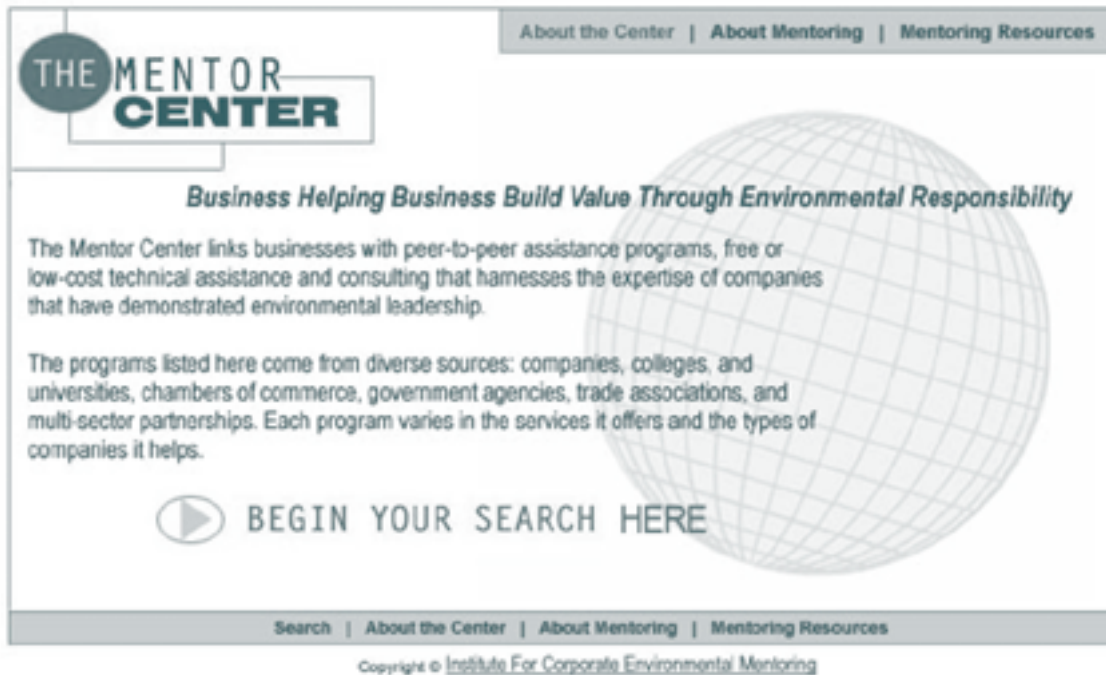 About the Center | About Mentoring | Mentoring Resources
THE MENTOR
CENTER
Business Helping Business Build Value Through Environmental Responsibility
The Mentor Center links businesses with peer-to-peer assistance programs, free or
low-cost technical assistance and consulting that harnesses the expertise of companies
that have demonstrated environmental leadership.
The programs listed here come from diverse sources: companies, colleges, and
universities, chambers of commerce, government agencies, trade associations, and
multi-sector partnerships. Each program varies in the services it offers and the types of
companies it helps.
BEGIN YOUR SEARCH HERE
Search | About the Center | About Mentoring | Mentoring Resources
Copyright © Institute For Corporate Environmental Mentoring